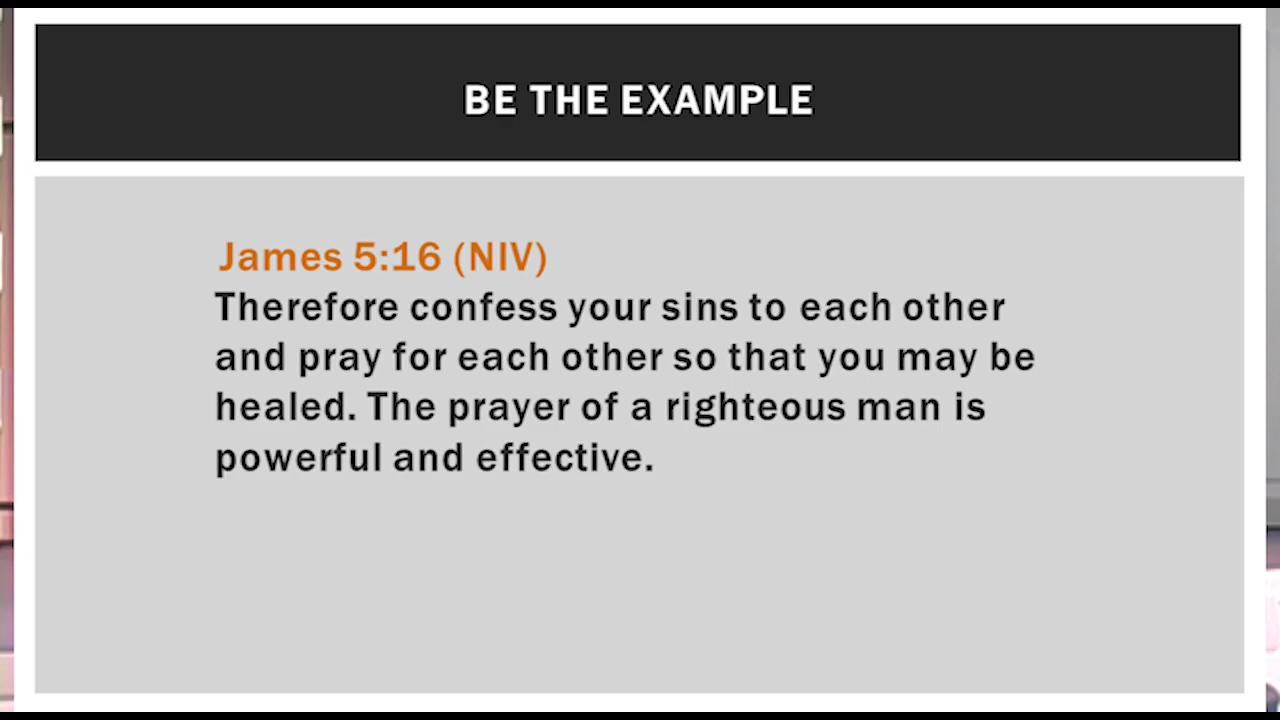 BE THE EXAMPLE
James 5:16 (NIV)
Therefore confess your sins to each other
and pray for each other so that you may be
healed. The prayer of a righteous man is
powerful and effective.